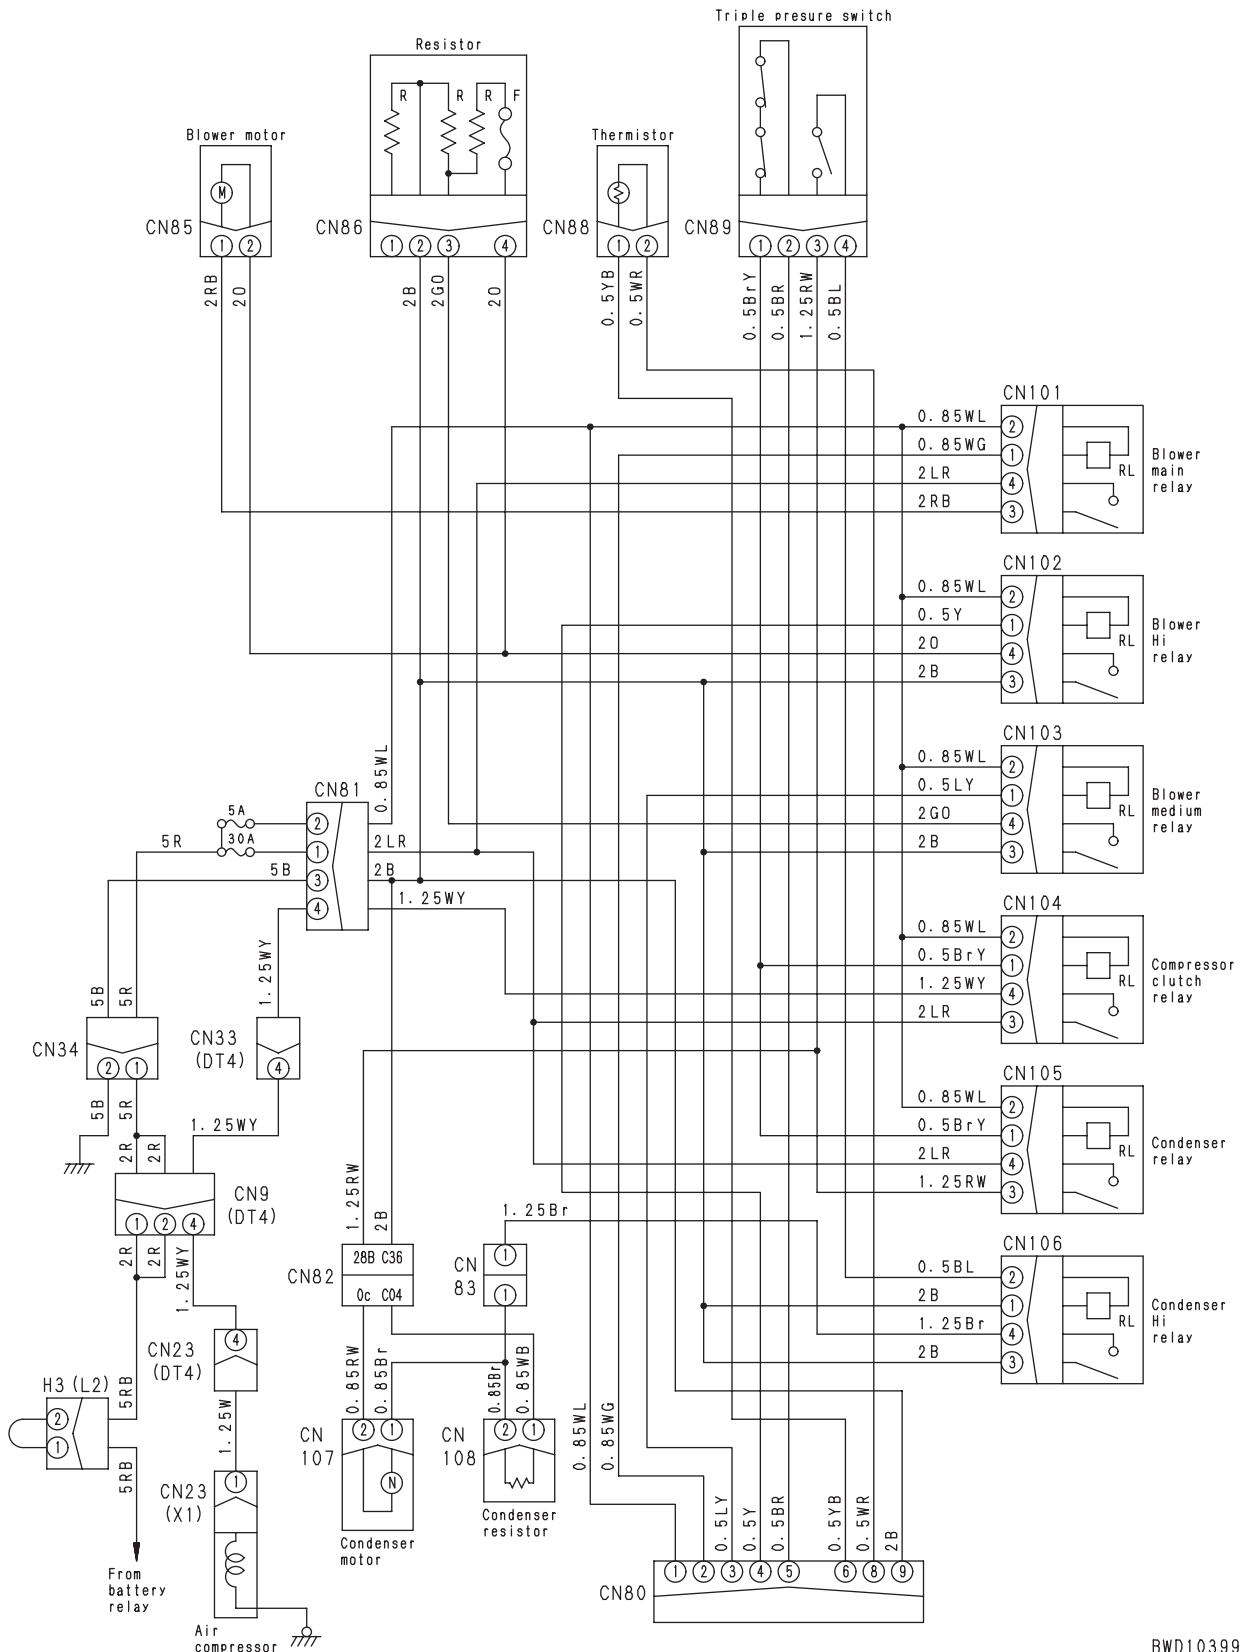 Triple presure switch
Resistor
R
R
R
F
Blower motor
Thermistor
M
CN85
CN86
CN88
CN89
1
2
1
2
3
4
1
2
1
2
3
4
2RB
2O
2B
2GO
2O
0.5YB
0.5WR
0.5BrY
0.5BR
1.25RW
0.5BL
CN101
0.85WL
2
0.85WG
1
2LR
4
2RB
3
RL
Blower
main
relay
CN102
0.85WL
2
0.5Y
1
2O
4
2B
3
RL
Blower
Hi
relay
CN103
0.85WL
2
0.5LY
1
2GO
4
2B
3
RL
Blower
medium
relay
0.85WL
CN81
5A
30A
5R
5B
2
1
3
4
2LR
2B
1.25WY
CN104
0.85WL
2
0.5BrY
1
1.25WY
4
2LR
3
RL
Compressor
clutch
relay
1.25WY
5B
5R
CN34
2
1
CN33
(DT4)
4
5B
5R
1.25WY
2R
2R
CN9
(DT4)
1
2
4
2R
2R
1.25WY
CN105
0.85WL
2
0.5BrY
1
2LR
4
1.25RW
3
RL
Condenser
relay
1.25RW
2B
1.25Br
CN82
28B
C36
0c
C04
CN
83
1
1
CN106
0.5BL
2
2B
1
1.25Br
4
2B
3
RL
Condenser
Hi
relay
CN23
(DT4)
4
H3(L2)
2
1
5RB
5RB
1.25W
0.85RW
0.85Br
0.85Br
0.85WB
CN
107
2
1
N
Condenser
motor
CN
108
2
1
Condenser
resistor
0.85WL
0.85WG
0.5LY
0.5Y
0.5BR
0.5YB
0.5WR
2B
CN23
(X1)
1
From
battery
relay
Air
compressor
CN80
1
2
3
4
5
6
8
9
BWD10399